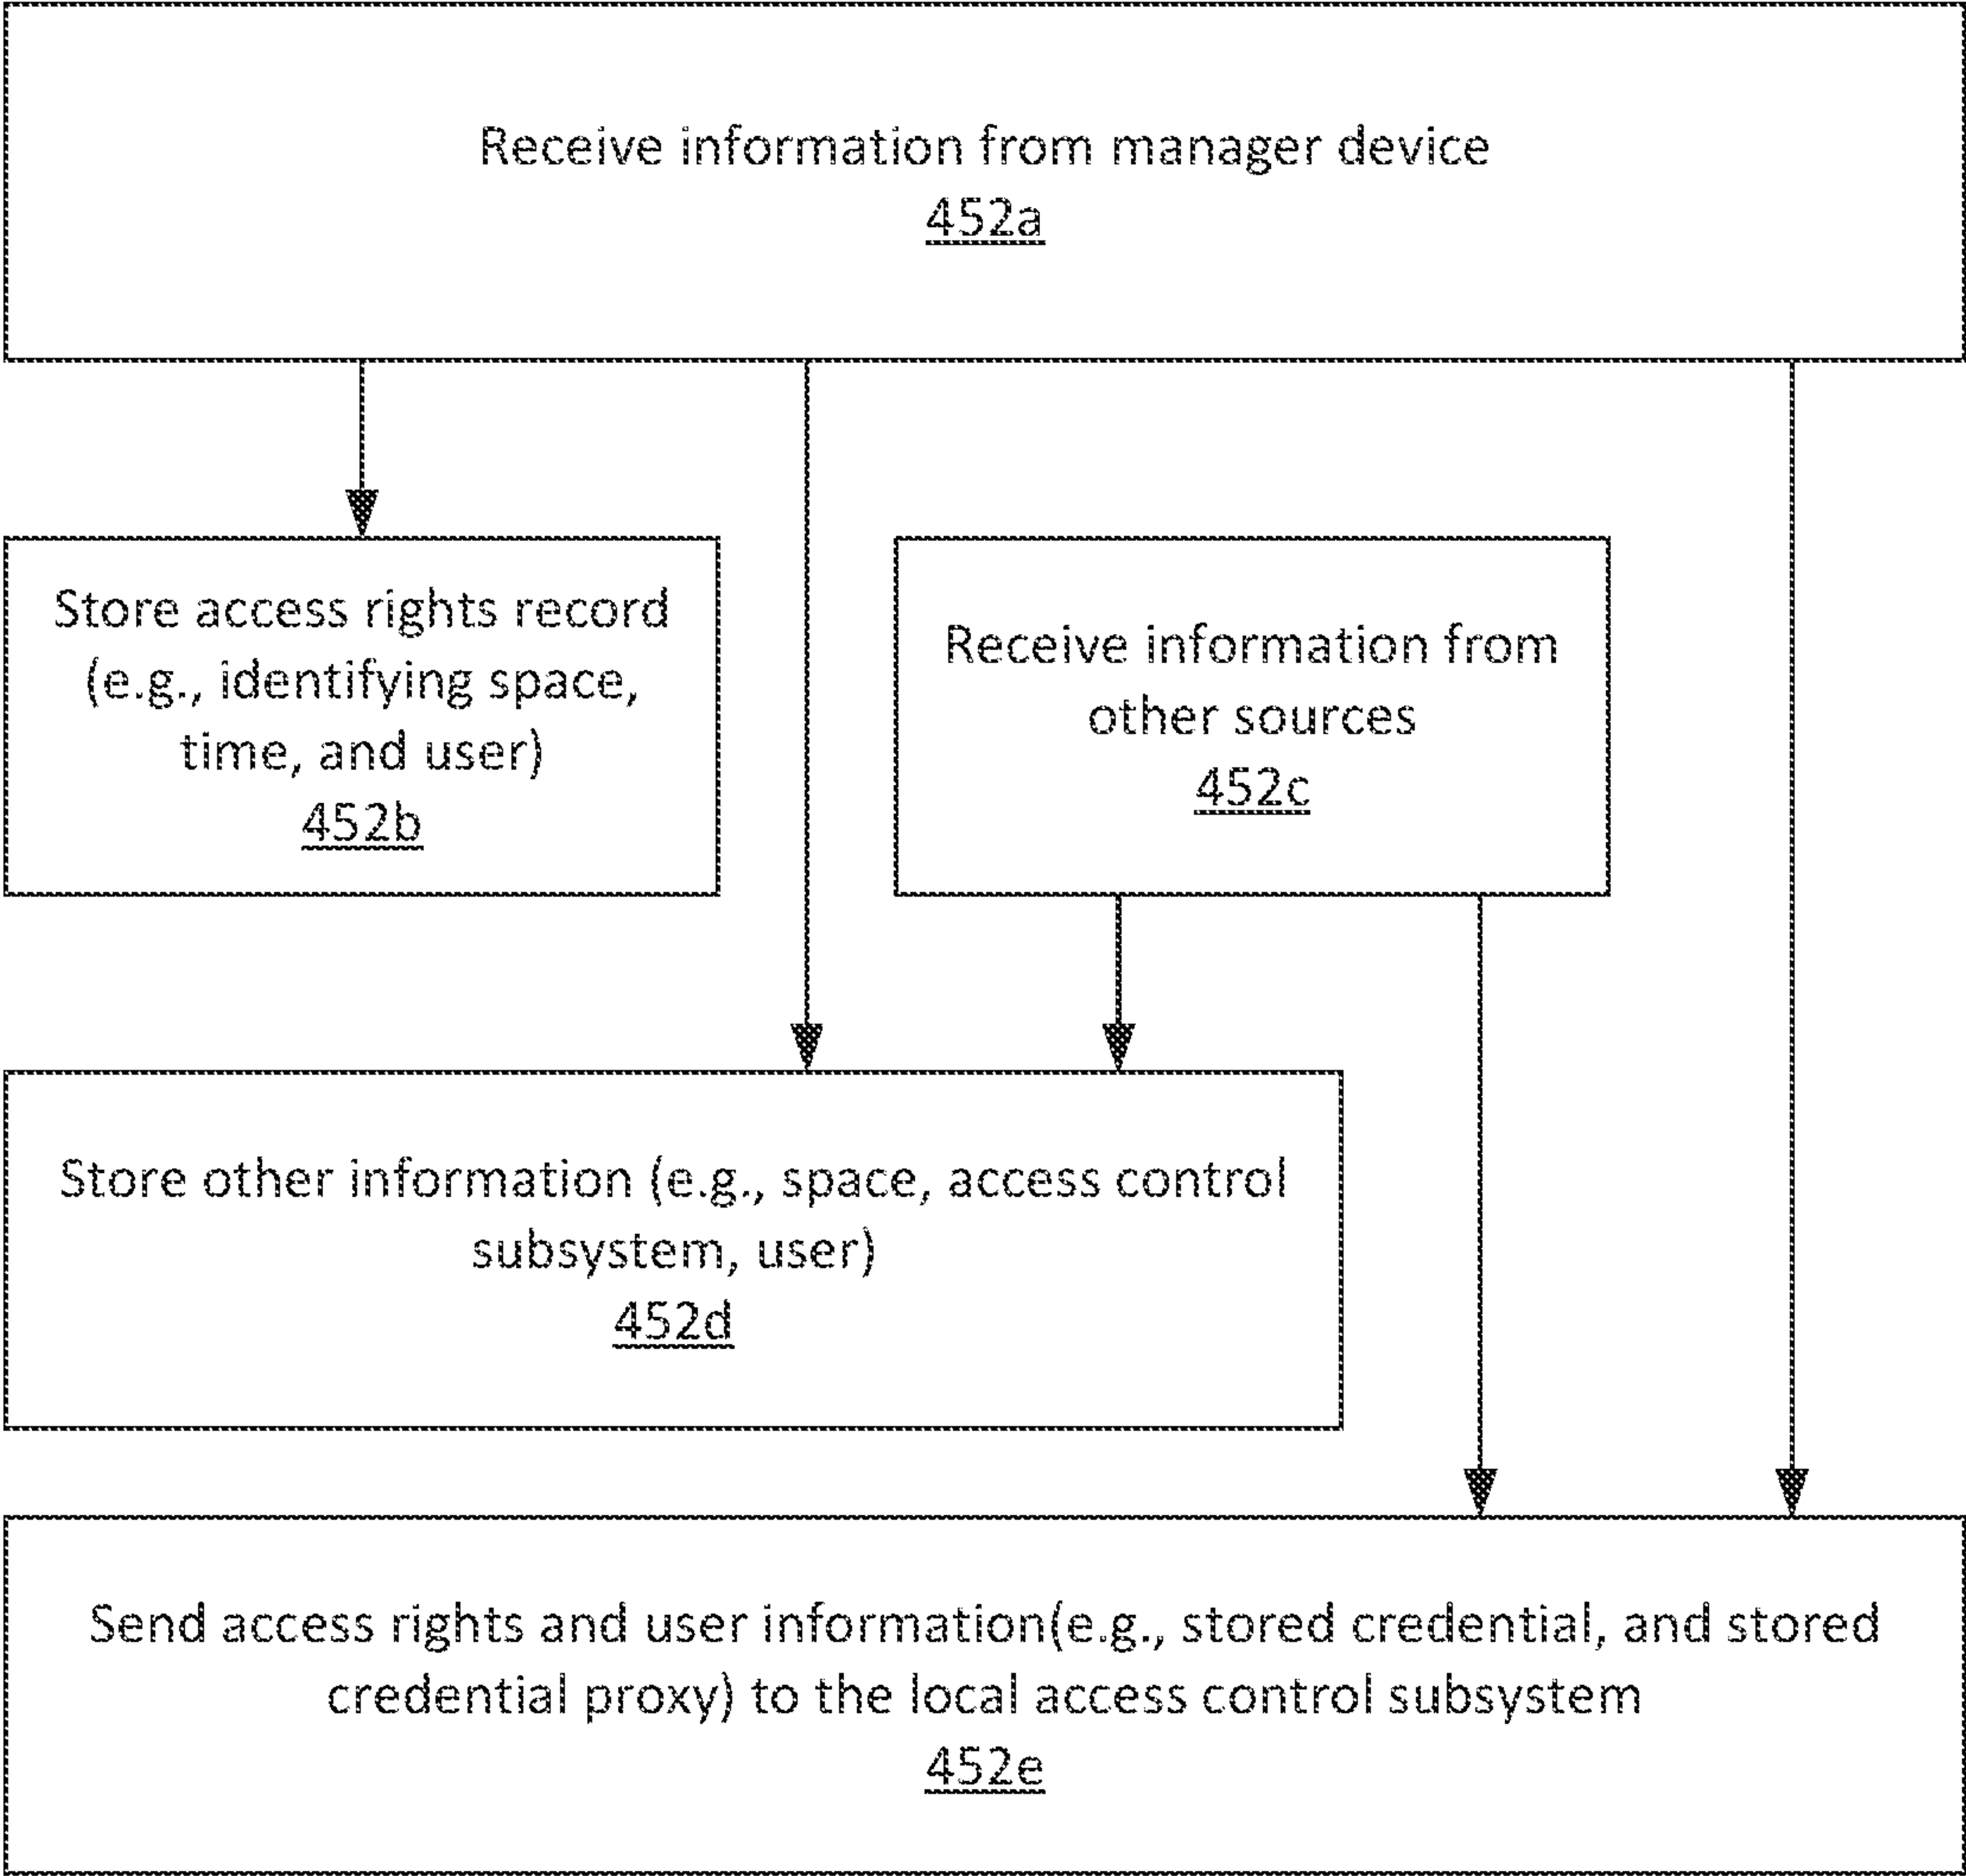 Receive information from manager device
452a
Store access rights record
(e.g., identifying space,
time, and user)
452b
Receive information from
other sources
452c
Store other information (e.g., space, access control
subsystem, user)
452d
Send access rights and user information(e.g., stored credential, and stored
credential proxy) to the local access control subsystem
452e